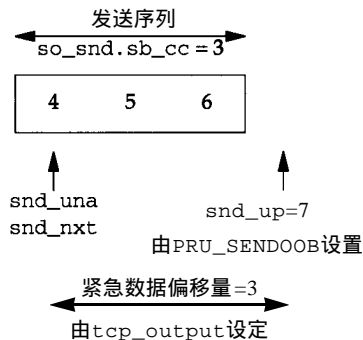 发送序列
so_snd.sb_cc = 3
4 5 6
snd_una
snd_nxt
snd_up=7
由PRU_SENDOOB设置
紧急数据偏移量=3
由tcp_output设定